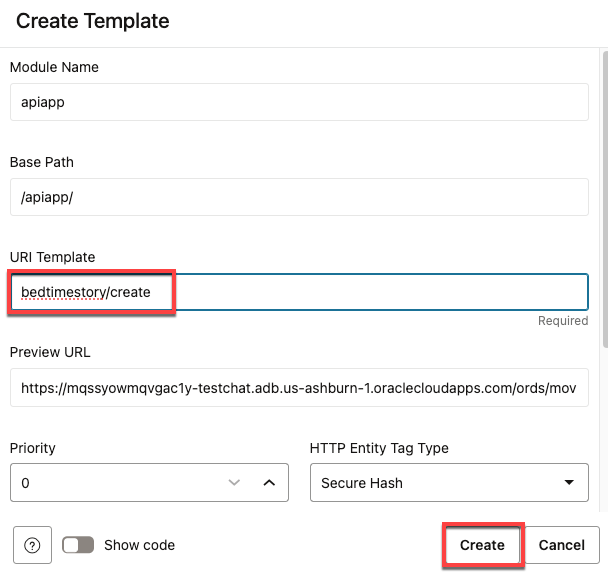 Create Template
Module Name
apiapp
Base Path
/apiapp/
URI Template
bedtimestory/create
Required
Preview URL
https://mqssyowmqvgac1y-testchat.adb.us-ashburn-1.oraclecloudapps.com/ords/mov
Priority
HTTP Entity Tag Type
0
Secure Hash
?
Show code
Create
Cancel